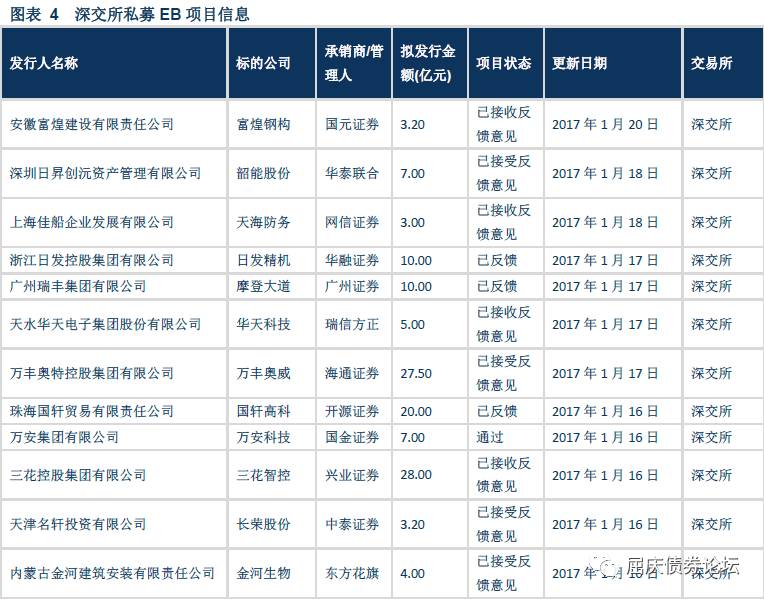 图表 4 深交所私募 EB 项目信息
发行人名称 标的公司 承销商/管理人 拟发行金额(亿元) 项目状态 更新日期 交易所
安徽富煌建设有限责任公司 富煌钢构 国元证券 3.20 已接收反馈意见 2017 年 1 月 20 日 深交所
深圳日昇创沅资产管理有限公司 韶能股份 华泰联合 7.00 已接受反馈意见 2017 年 1 月 18 日 深交所
上海佳船企业发展有限公司 天海防务 网信证券 3.00 已接收反馈意见 2017 年 1 月 18 日 深交所
浙江日发控股集团有限公司 日发精机 华融证券 10.00 已反馈 2017 年 1 月 17 日 深交所
广州瑞丰集团有限公司 摩登大道 广州证券 10.00 已反馈 2017 年 1 月 17 日 深交所
天水华天电子集团股份有限公司 华天科技 瑞信方正 5.00 已接收反馈意见 2017 年 1 月 17 日 深交所
万丰奥特控股集团有限公司 万丰奥威 海通证券 27.50 已接受反馈意见 2017 年 1 月 17 日 深交所
珠海国轩贸易有限责任公司 国轩高科 开源证券 20.00 已反馈 2017 年 1 月 16 日 深交所
万安集团有限公司 万安科技 国金证券 7.00 通过 2017 年 1 月 16 日 深交所
三花控股集团有限公司 三花智控 兴业证券 28.00 已接收反馈意见 2017 年 1 月 16 日 深交所
天津名轩投资有限公司 长荣股份 中泰证券 3.20 已接受反馈意见 2017 年 1 月 16 日 深交所
内蒙古金河建筑安装有限责任公司 金河生物 东方花旗 4.00 已接受反馈意见 2017 年 1 月 16 日 深交所
屈庆债券论坛